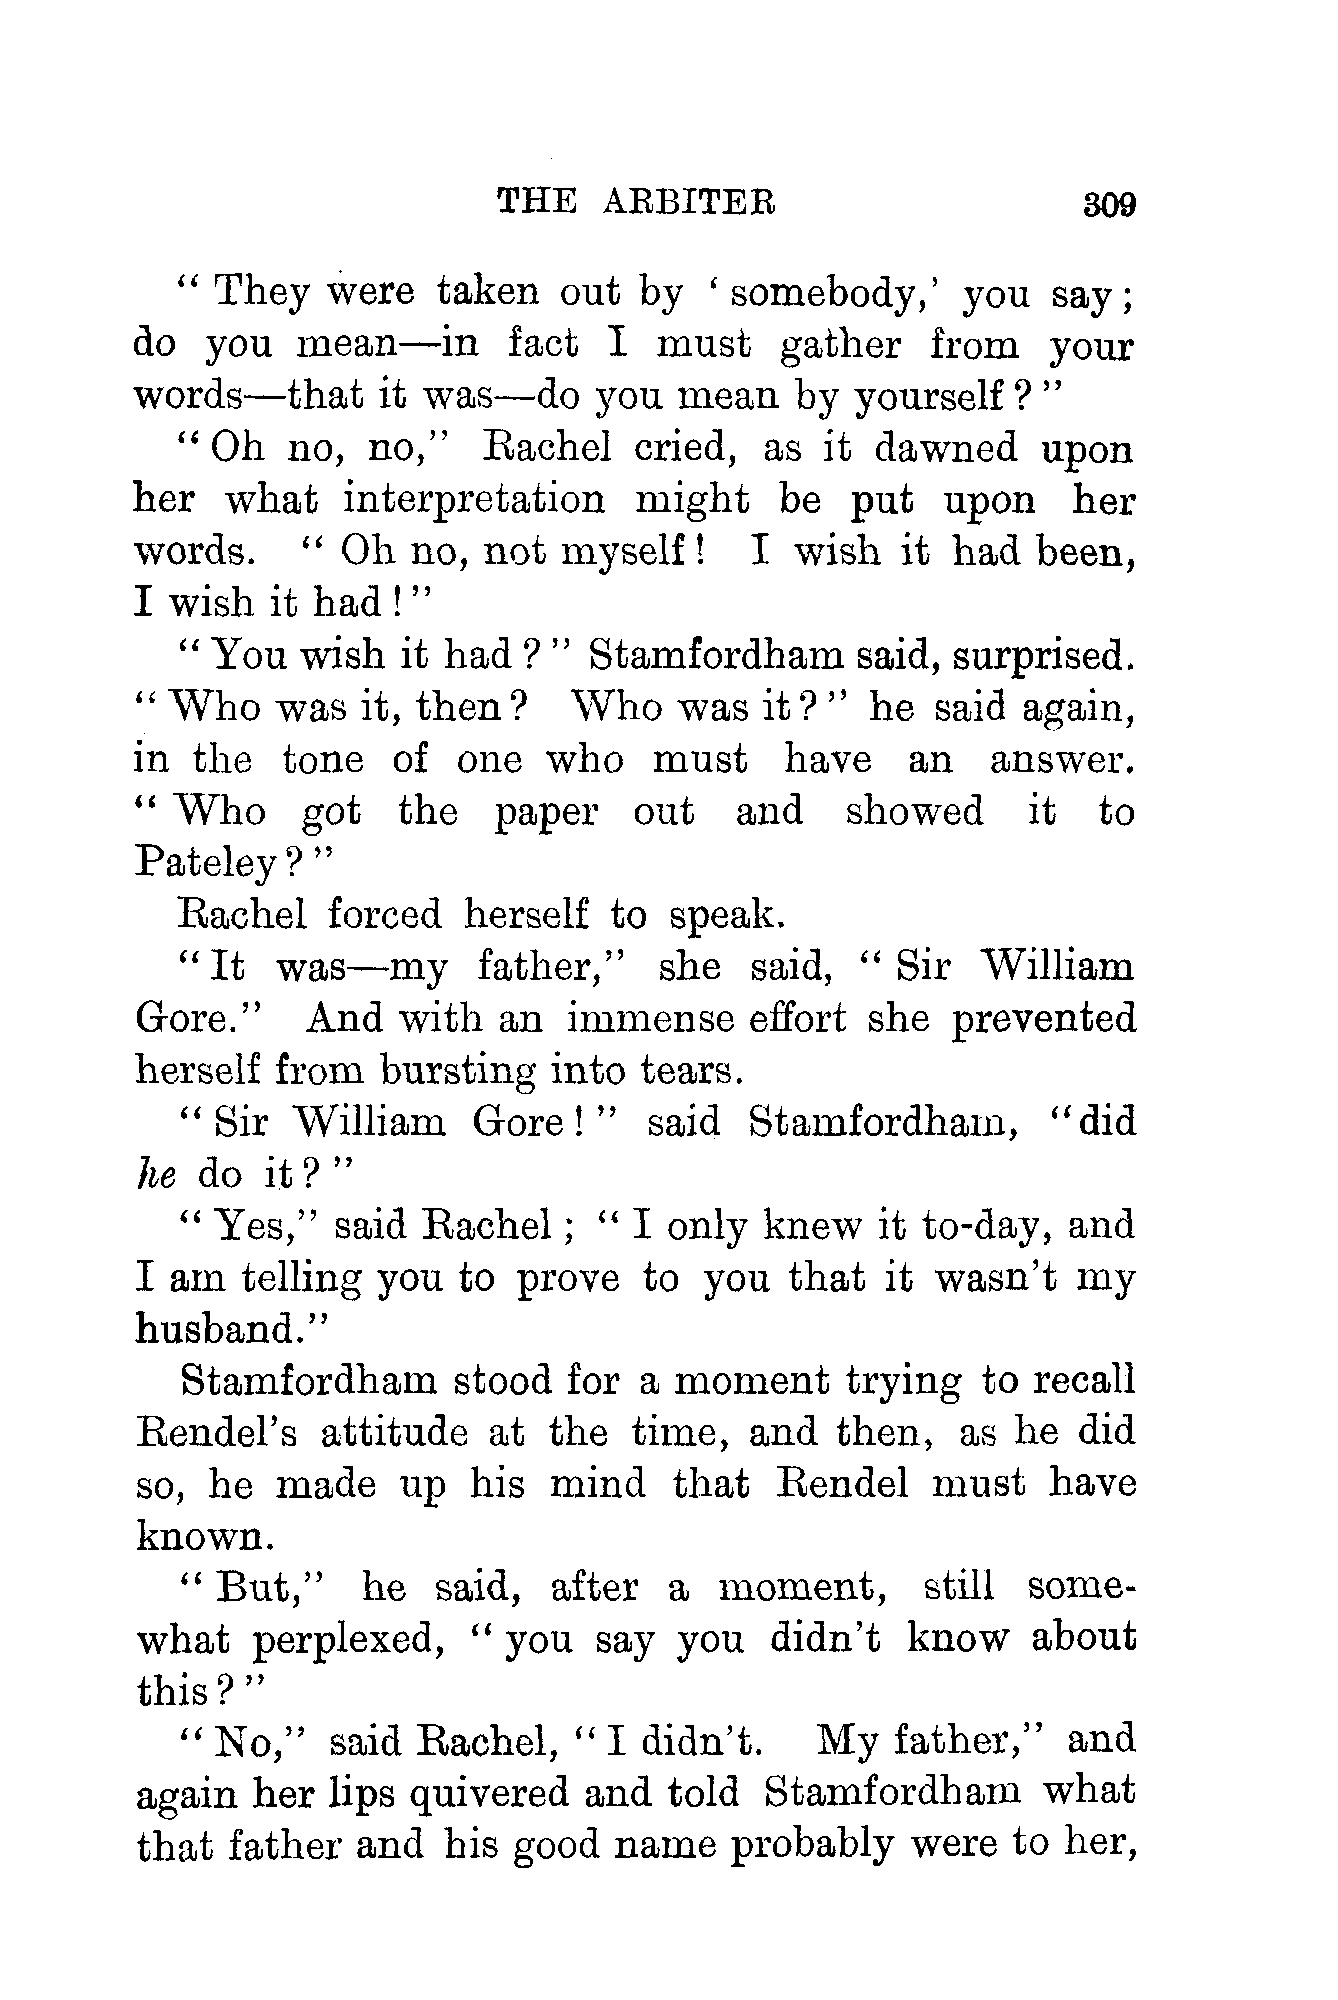 THE ARBITER 309
" They were taken out by ' somebody,' you say ;
do you mean—in fact I must gather from your
words—that it was—do you mean by yourself ? "
" Oh no, no," Rachel cried, as it dawned upon
her what interpretation might be put upon her
words. " Oh no, not myself ! I wish it had been,
I wish it had ! "
" You wish it had ? " Stamfordham said, surprised.
" Who was it, then ? Who was it ? " he said again,
in the tone of one who must have an answer.
" Who got the paper out and showed it to
Pateley ? "
Rachel forced herself to speak.
" It was—my father," she said, " Sir William
Gore." And with an immense effort she prevented
herself from bursting into tears.
" Sir William Gore ! " said Stamfordham, " did
he do it ? "
" Yes," said Rachel ; " I only knew it to-day, and
I am telling you to prove to you that it wasn't my
husband."
Stamfordham stood for a moment trying to recall
Rendel's attitude at the time, and then, as he did
so, he made up his mind that Rendel must have
known.
" But," he said, after a moment, still some-
what perplexed, " you say you didn't know about
this ? "
" No," said Rachel, " I didn't. My father," and
again her lips quivered and told Stamfordham what
that father and his good name probably were to her,